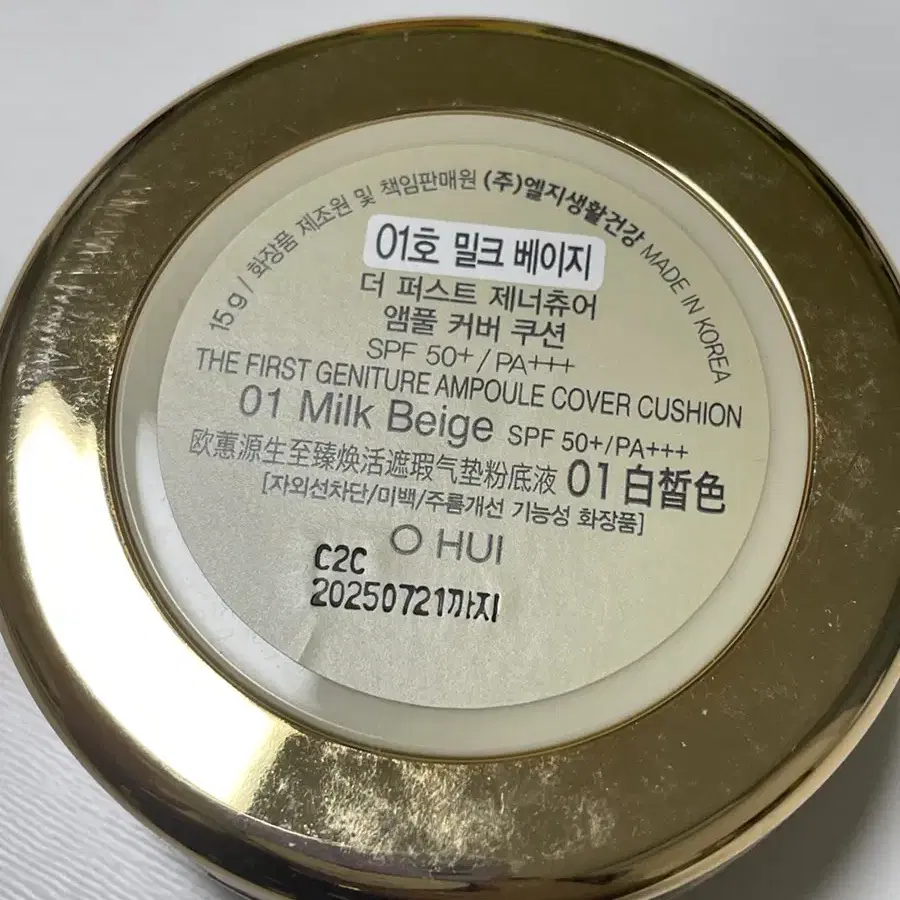 15g / 화장품 제조원 및 책임판매원 (주)엘지생활건강 MADE IN KOREA
01호 밀크 베이지
더 퍼스트 제너츄어
앰풀 커버 쿠션
SPF 50+/PA+++
THE FIRST GENITURE AMPOULE COVER CUSHION
01 Milk Beige SPF 50+/PA+++
欧蕙源生至臻焕活遮瑕气垫粉底液 01 白皙色
[자외선차단/미백/주름개선 기능성 화장품]
O HUI
C2C
20250721까지